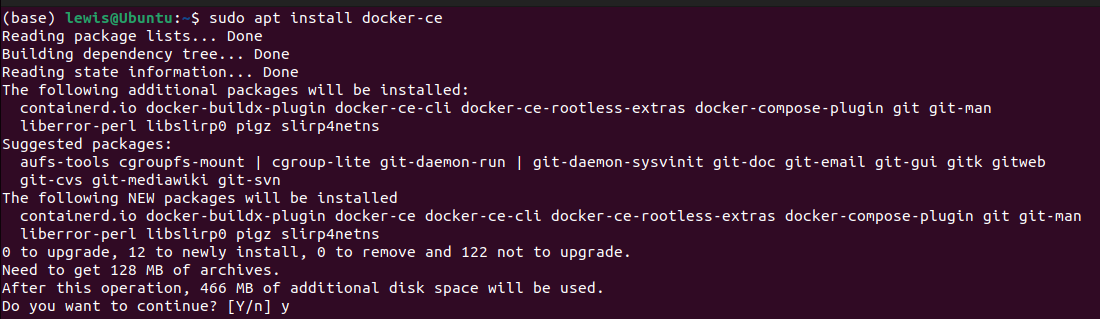 (base) lewis@Ubuntu:~$ sudo apt install docker-ce
Reading package lists... Done
Building dependency tree... Done
Reading state information... Done
The following additional packages will be installed:
  containerd.io docker-buildx-plugin docker-ce-cli docker-ce-rootless-extras docker-compose-plugin git git-man
  liberror-perl libslirp0 pigz slirp4netns
Suggested packages:
  aufs-tools cgroupfs-mount | cgroup-lite git-daemon-run | git-daemon-sysvinit git-doc git-email git-gui gitk gitweb
  git-cvs git-mediawiki git-svn
The following NEW packages will be installed
  containerd.io docker-buildx-plugin docker-ce docker-ce-cli docker-ce-rootless-extras docker-compose-plugin git git-man
  liberror-perl libslirp0 pigz slirp4netns
0 to upgrade, 12 to newly install, 0 to remove and 122 not to upgrade.
Need to get 128 MB of archives.
After this operation, 466 MB of additional disk space will be used.
Do you want to continue? [Y/n] y